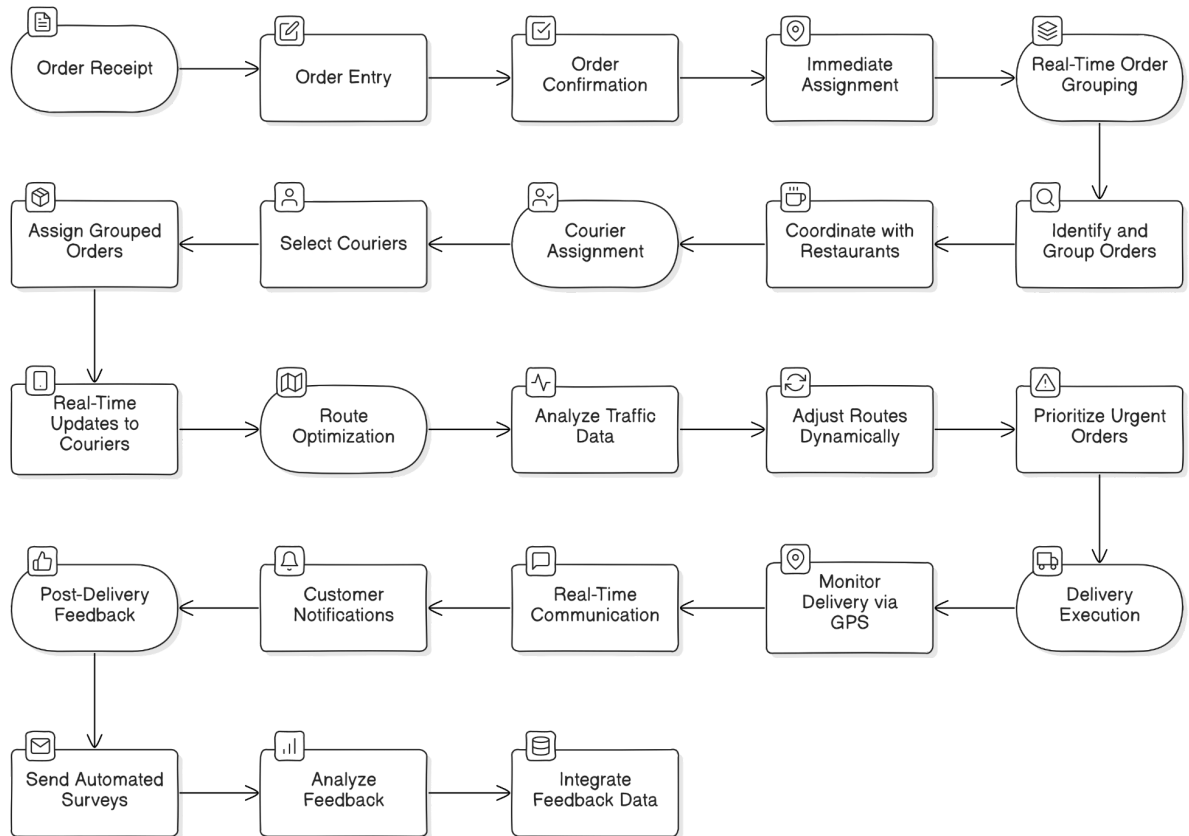 Order Receipt
Order Entry
Order
Confirmation
Immediate
Assignment
Real-Time Order
Grouping
Identify and
Group Orders
Coordinate with
Restaurants
Courier
Assignment
Select Couriers
Assign Grouped
Orders
Real-Time
Updates to
Couriers
Route
Optimization
Analyze Traffic
Data
Adjust Routes
Dynamically
Prioritize Urgent
Orders
Delivery
Execution
Monitor
Delivery via
GPS
Real-Time
Communication
Customer
Notifications
Post-Delivery
Feedback
Send Automated
Surveys
Analyze
Feedback
Integrate
Feedback Data